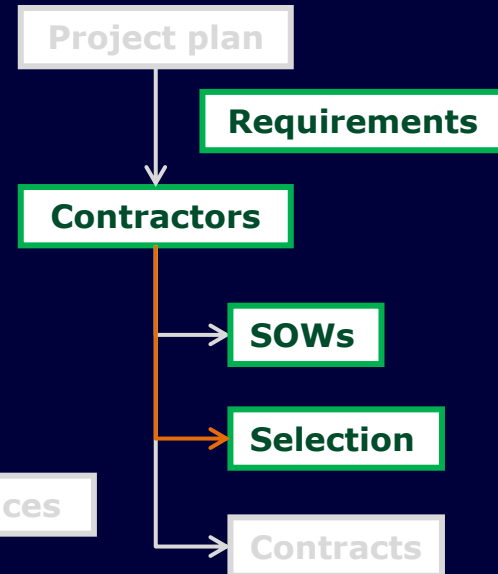 Project plan
Requirements
Contractors
SOWs
Selection
ces
Contracts